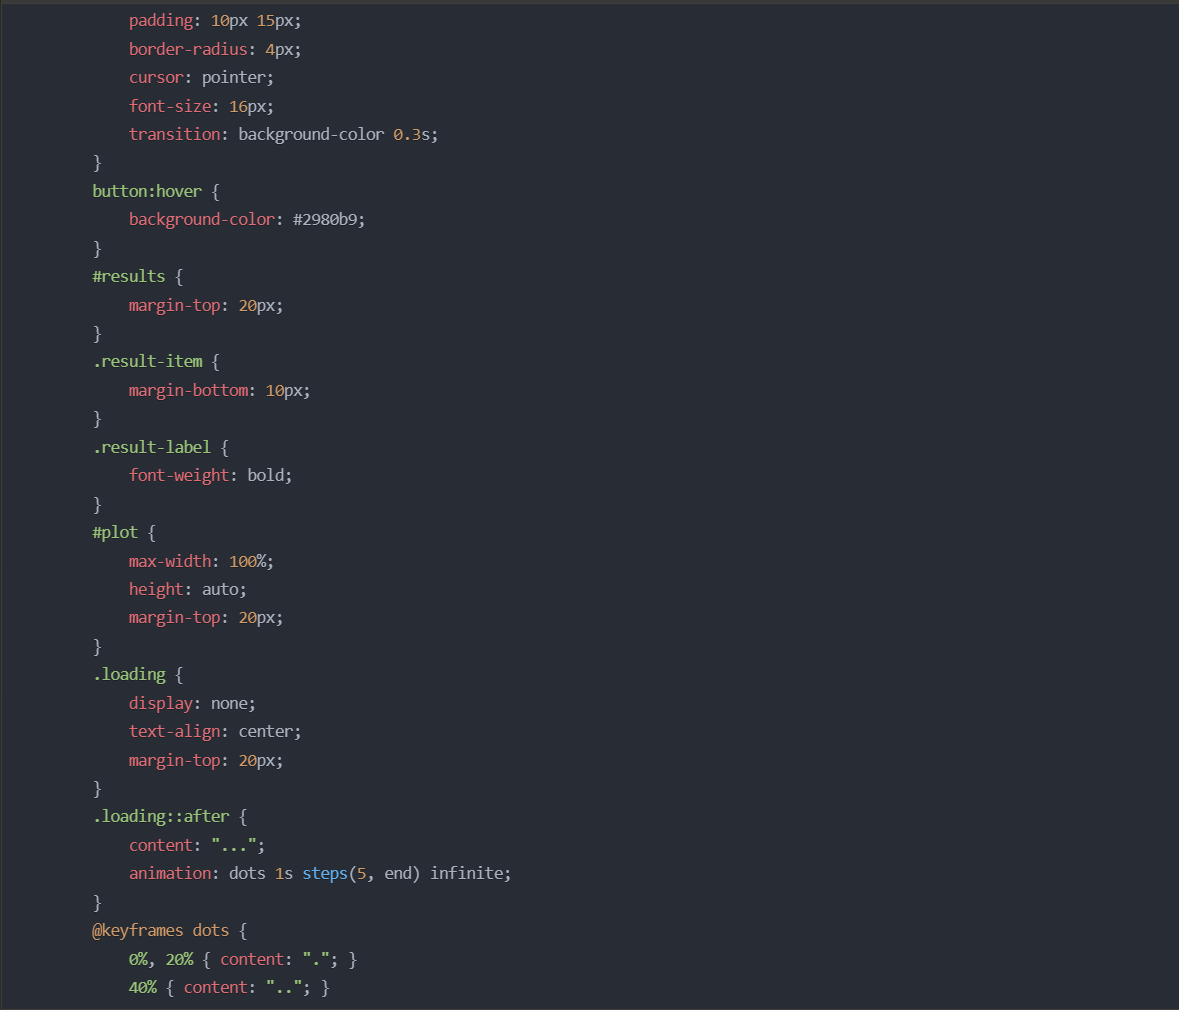 padding: 10px 15px;
border-radius: 4px;
cursor: pointer;
font-size: 16px;
transition: background-color 0.3s;
}
button:hover {
background-color: #2980b9;
}
#results {
margin-top: 20px;
}
.result-item {
margin-bottom: 10px;
}
.result-label {
font-weight: bold;
}
#plot {
max-width: 100%;
height: auto;
margin-top: 20px;
}
.loading {
display: none;
text-align: center;
margin-top: 20px;
}
.loading::after {
content: "...";
animation: dots 1s steps(5, end) infinite;
}
@keyframes dots {
0%, 20% { content: "."; }
40% { content: ".."; }